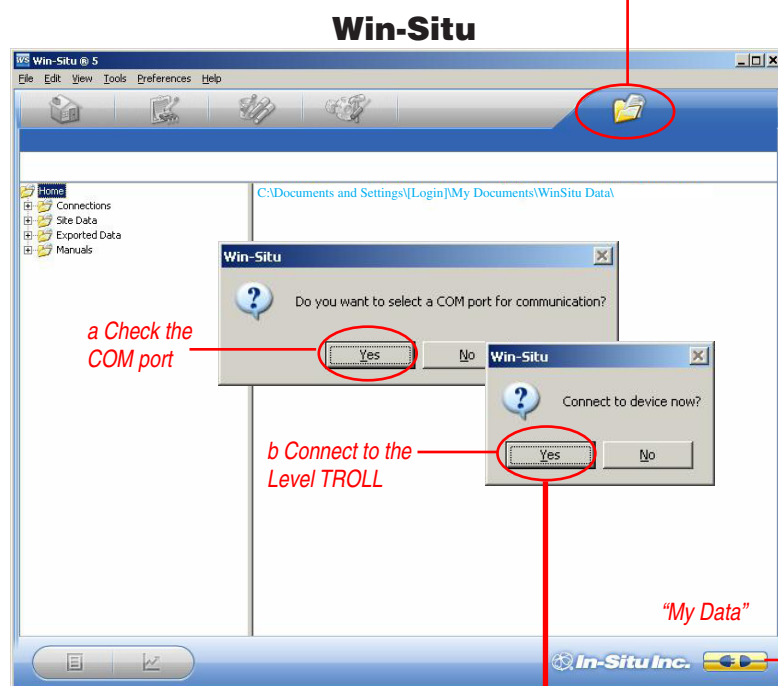 Win-Situ
Win-Situ ® 5
File Edit View Tools Preferences Help
Home
Connections
Site Data
Exported Data
Manuals
C:\Documents and Settings\[Login]\My Documents\WinSitu Data\
Win-Situ
Do you want to select a COM port for communication?
Yes No
a Check the
COM port
Win-Situ
Connect to device now?
Yes No
b Connect to the
Level TROLL
“My Data”
In-Situ Inc.